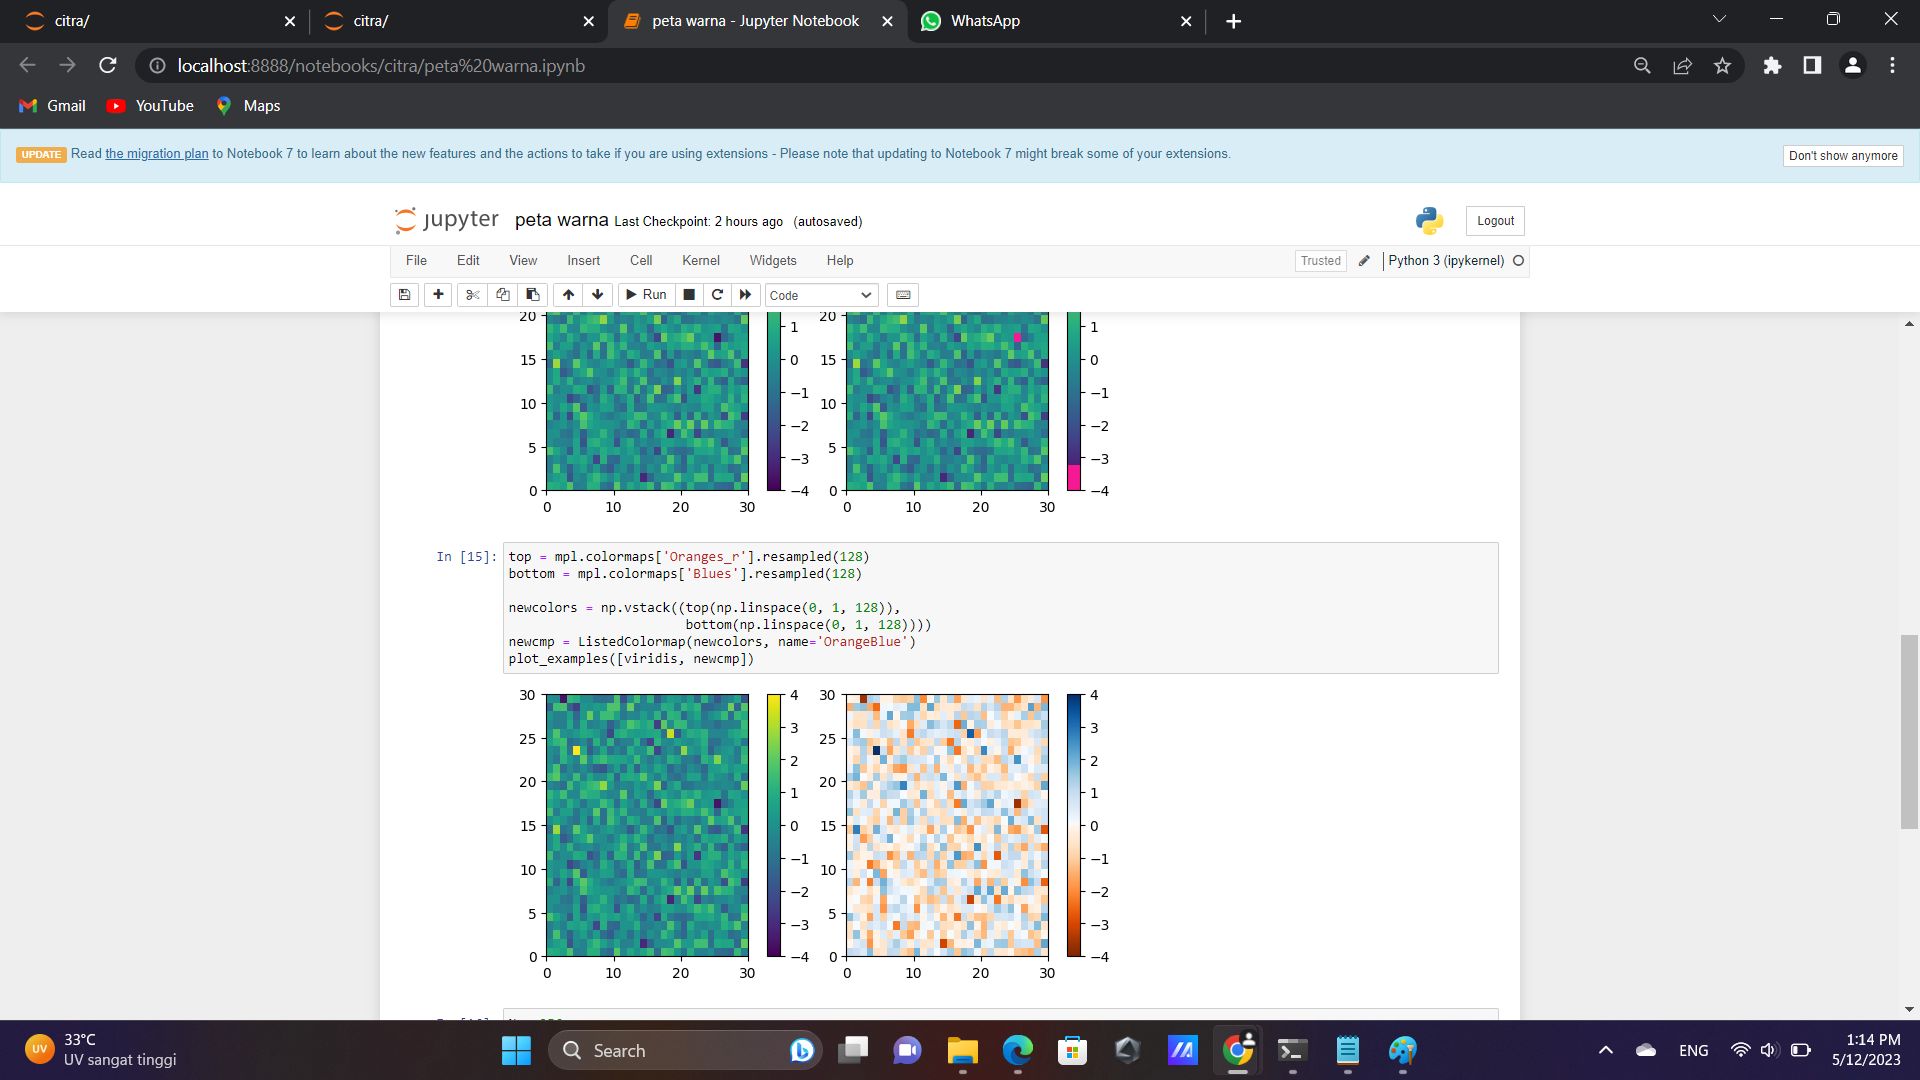 citra/
citra/
peta warna - Jupyter Notebook
WhatsApp
localhost:8888/notebooks/citra/peta%20warna.ipynb
Gmail
YouTube
Maps
UPDATE Read the migration plan to Notebook 7 to learn about the new features and the actions to take if you are using extensions - Please note that updating to Notebook 7 might break some of your extensions.
Don't show anymore
jupyter peta warna Last Checkpoint: 2 hours ago (autosaved)
Logout
File Edit View Insert Cell Kernel Widgets Help
Trusted
Python 3 (ipykernel)
Run
Code
20 1 20 1
15 0 15 0
10 −1 10 −1
5 −2 5 −2
−3 −3
0 −4 0 −4
0 10 20 30 0 10 20 30
In [15]: top = mpl.colormaps['Oranges_r'].resampled(128)
bottom = mpl.colormaps['Blues'].resampled(128)
newcolors = np.vstack((top(np.linspace(0, 1, 128)),
bottom(np.linspace(0, 1, 128))))
newcmp = ListedColormap(newcolors, name='OrangeBlue')
plot_examples([viridis, newcmp])
30 4 30 4
25 3 25 3
20 2 20 2
1 1
15 0 15 0
10 −1 10 −1
−2 −2
5 −3 5 −3
0 −4 0 −4
0 10 20 30 0 10 20 30
UV
33°C
UV sangat tinggi
Search
ENG
1:14 PM
5/12/2023